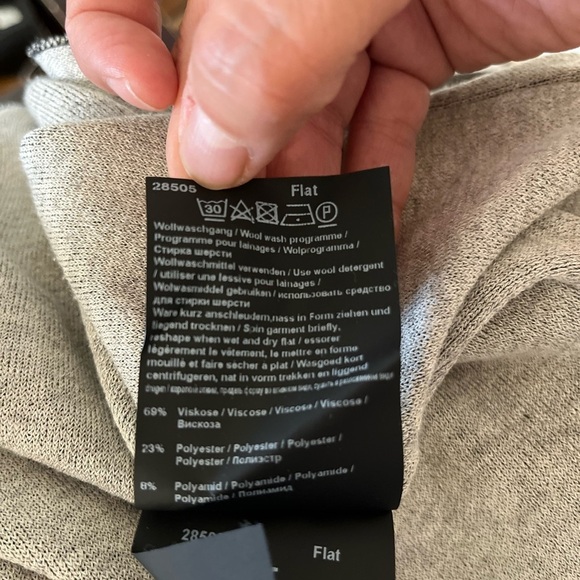 28505 Flat
30 P
Wollwaschgang / Wool wash programme /
Programme pour lainages / Wolprogramma /
Стирка шерсти
Wollwaschmittel verwenden / Use wool detergent
/ utiliser une lessive pour lainages /
Wolwasmiddel gebruiken / использовать средство
для стирки шерсти
Ware kurz anschleudern,nass in Form ziehen und
liegend trocknen / Spin garment briefly,
reshape when wet and dry flat / essorer
légèrement le vêtement, le mettre en forme
mouillé et faire sécher à plat / Wasgoed kort
centrifugeren, nat in vorm trekken en liggend
69% Viskose / Viscose / Viscose / Viscose /
Вискоза
23% Polyester / Polyester / Polyester /
Polyester / Полиэстр
8% Polyamid / Polyamide / Polyamide /
Polyamide / Полиамид
Flat